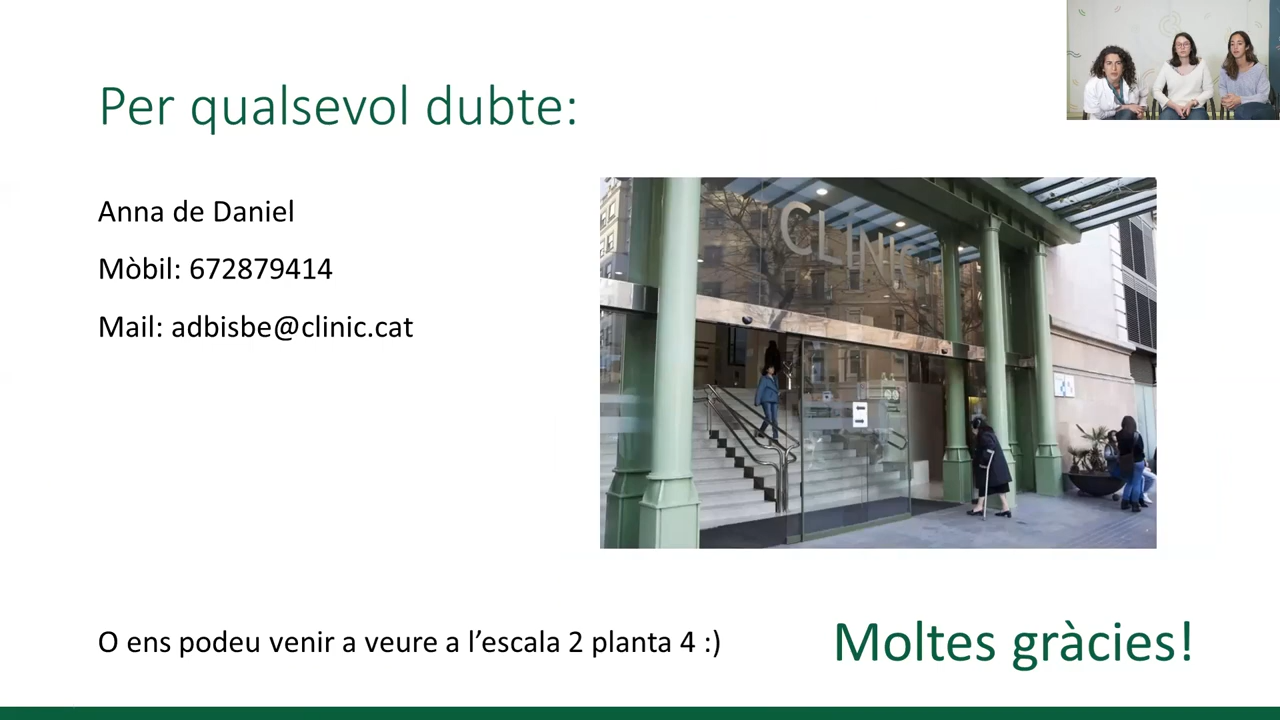 Per qualsevol dubte:
Anna de Daniel
Mòbil: 672879414
Mail: adbisbe@clinic.cat
CLÍNIC
O ens podeu venir a veure a l’escala 2 planta 4 :)
Moltes gràcies!